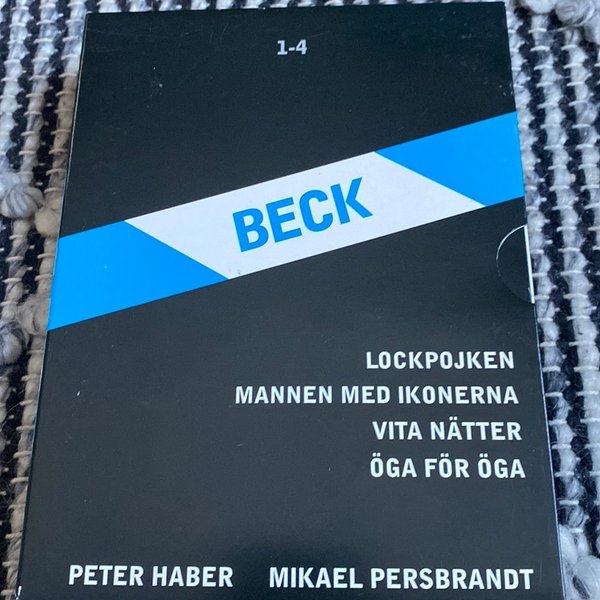 1-4
BECK
LOCKPOJKEN
MANNEN MED IKONERNA
VITA NÄTTER
ÖGA FÖR ÖGA
PETER HABER MIKAEL PERSBRANDT